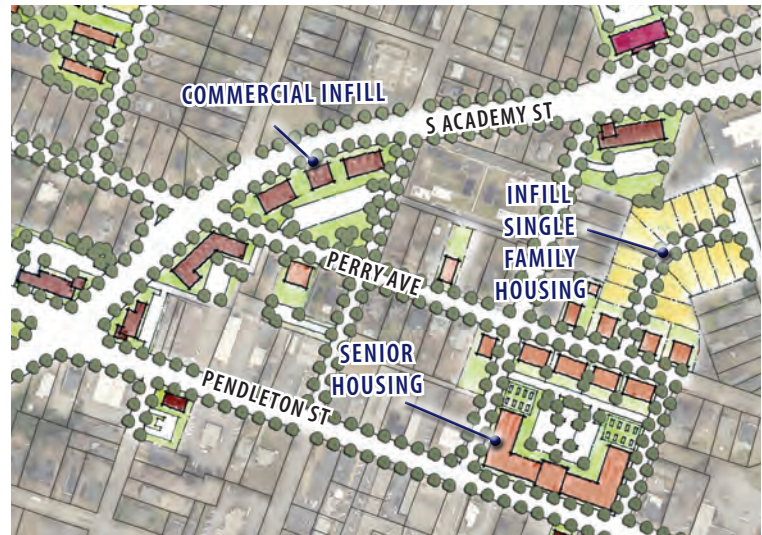 COMMERCIAL INFILL
S ACADEMY ST
INFILL
SINGLE
FAMILY
HOUSING
PERRY AVE
SENIOR
HOUSING
PENDLETON ST